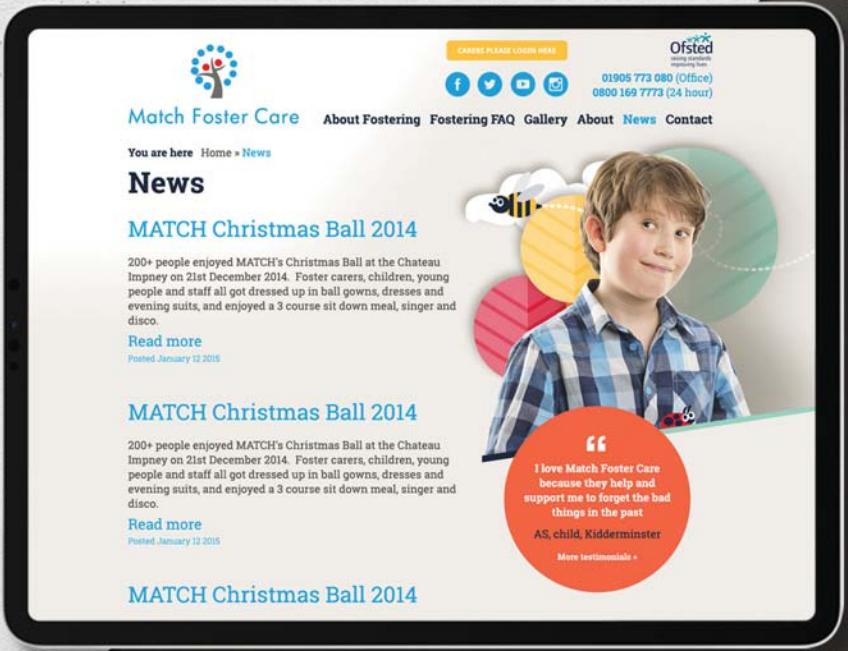 CARERS PLEASE LOGIN HERE
Ofsted
raising standards
improving lives
01905 773 080 (Office)
0800 169 7773 (24 hour)
Match Foster Care
About Fostering Fostering FAQ Gallery About News Contact
You are here Home » News
News
MATCH Christmas Ball 2014
200+ people enjoyed MATCH's Christmas Ball at the Chateau
Impney on 21st December 2014. Foster carers, children, young
people and staff all got dressed up in ball gowns, dresses and
evening suits, and enjoyed a 3 course sit down meal, singer and
disco.
Read more
Posted January 12 2015
MATCH Christmas Ball 2014
200+ people enjoyed MATCH's Christmas Ball at the Chateau
Impney on 21st December 2014. Foster carers, children, young
people and staff all got dressed up in ball gowns, dresses and
evening suits, and enjoyed a 3 course sit down meal, singer and
disco.
Read more
Posted January 12 2015
MATCH Christmas Ball 2014
“
I love Match Foster Care
because they help and
support me to forget the bad
things in the past
AS, child, Kidderminster
More testimonials »